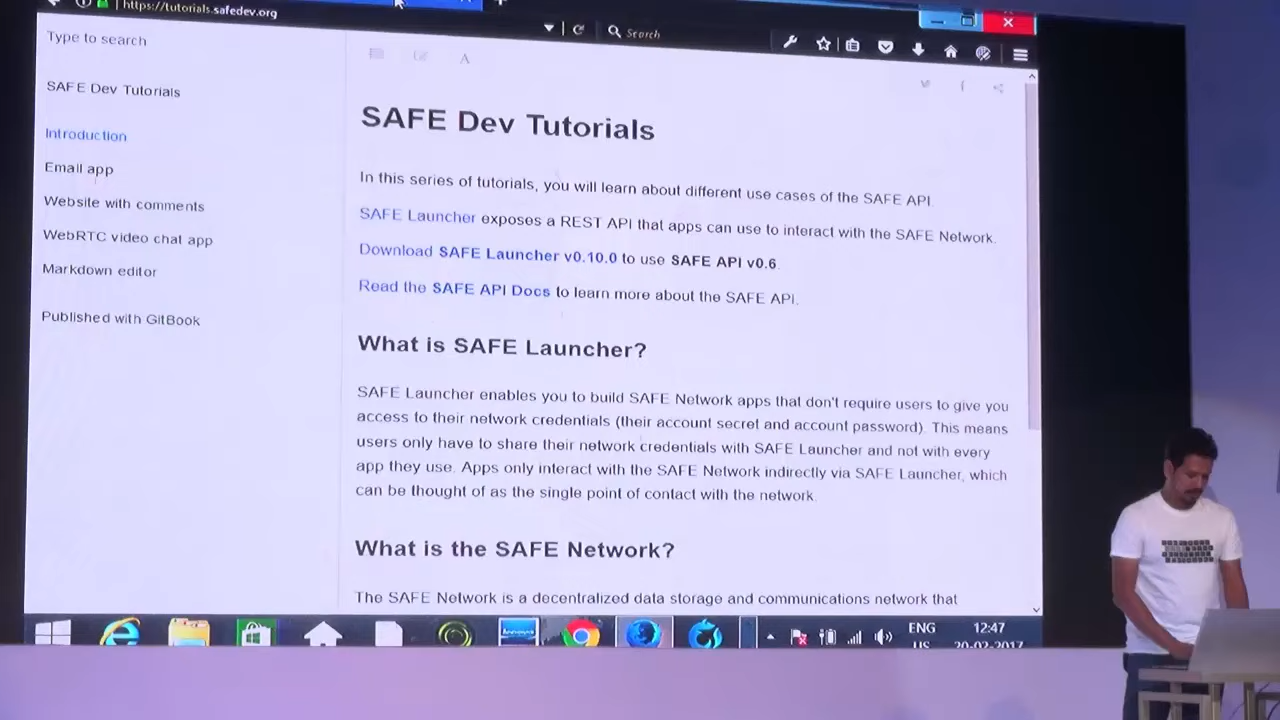 https://tutorials.safedev.org
Search
Type to search
A
SAFE Dev Tutorials
Introduction
Email app
Website with comments
WebRTC video chat app
Markdown editor
Published with GitBook
SAFE Dev Tutorials
In this series of tutorials, you will learn about different use cases of the SAFE API.
SAFE Launcher exposes a REST API that apps can use to interact with the SAFE Network.
Download SAFE Launcher v0.10.0 to use SAFE API v0.6.
Read the SAFE API Docs to learn more about the SAFE API.
What is SAFE Launcher?
SAFE Launcher enables you to build SAFE Network apps that don't require users to give you
access to their network credentials (their account secret and account password). This means
users only have to share their network credentials with SAFE Launcher and not with every
app they use. Apps only interact with the SAFE Network indirectly via SAFE Launcher, which
can be thought of as the single point of contact with the network.
What is the SAFE Network?
The SAFE Network is a decentralized data storage and communications network that
ENG
US
12:47
20-02-2017